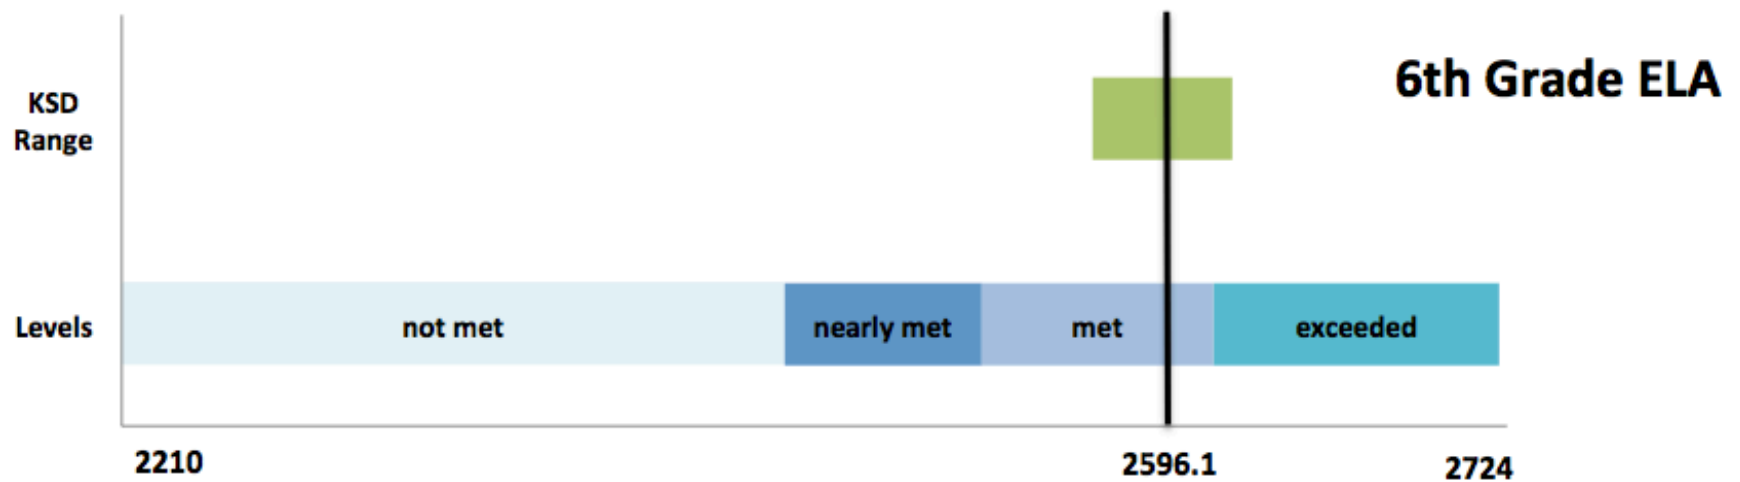 6th Grade ELA
KSD
Range
Levels
not met
nearly met
met
exceeded
2210
2596.1
2724